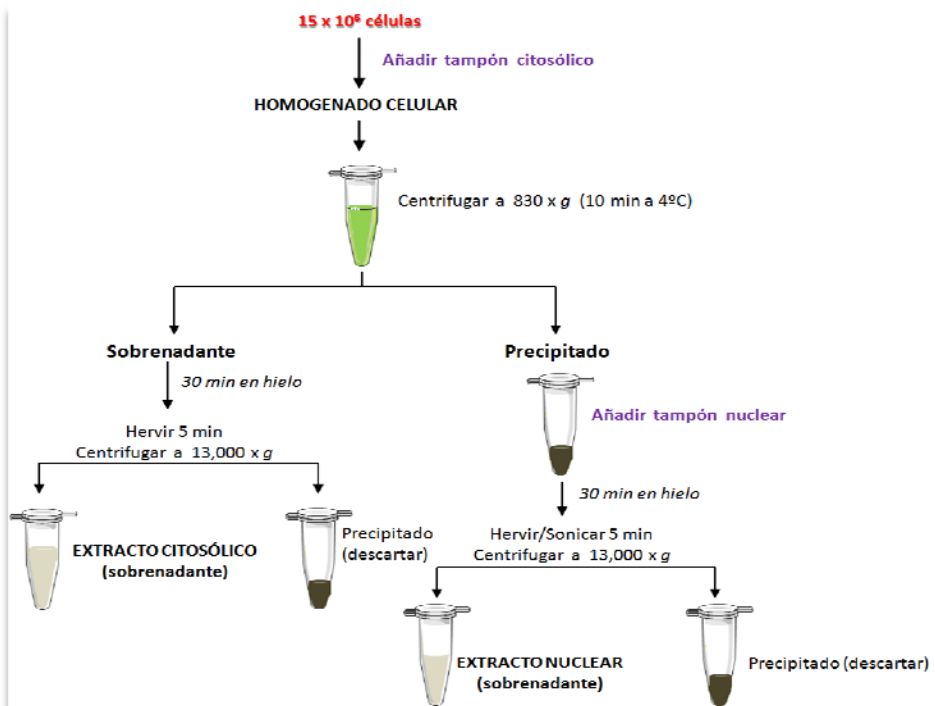 15 x 10⁶ células
Añadir tampón citosólico
HOMOGENADO CELULAR
Centrifugar a 830 x g (10 min a 4ºC)
Sobrenadante
30 min en hielo
Hervir 5 min
Centrifugar a 13,000 x g
EXTRACTO CITOSÓLICO
(sobrenadante)
Precipitado
(descartar)
Precipitado
Añadir tampón nuclear
30 min en hielo
Hervir/Sonicar 5 min
Centrifugar a 13,000 x g
EXTRACTO NUCLEAR
(sobrenadante)
Precipitado (descartar)